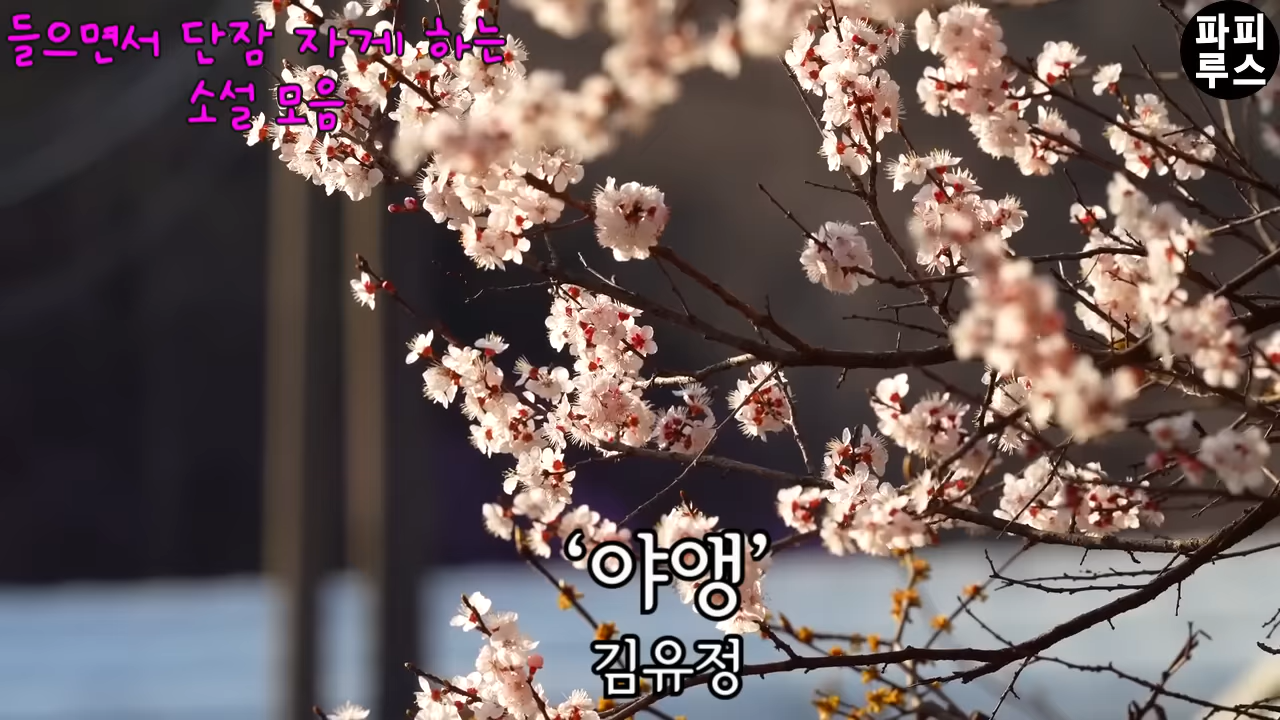 들으면서 단잠 자게 하는
소설 모음
파피
루스
‘야앵’
김유정